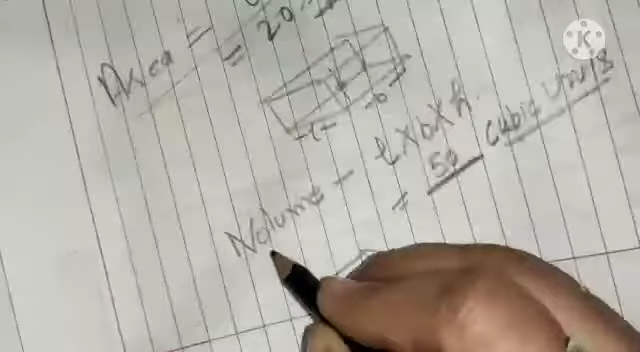 Area =
= 20
-l- -b-
Volume - l x b x h.
= 50 cubic units
K